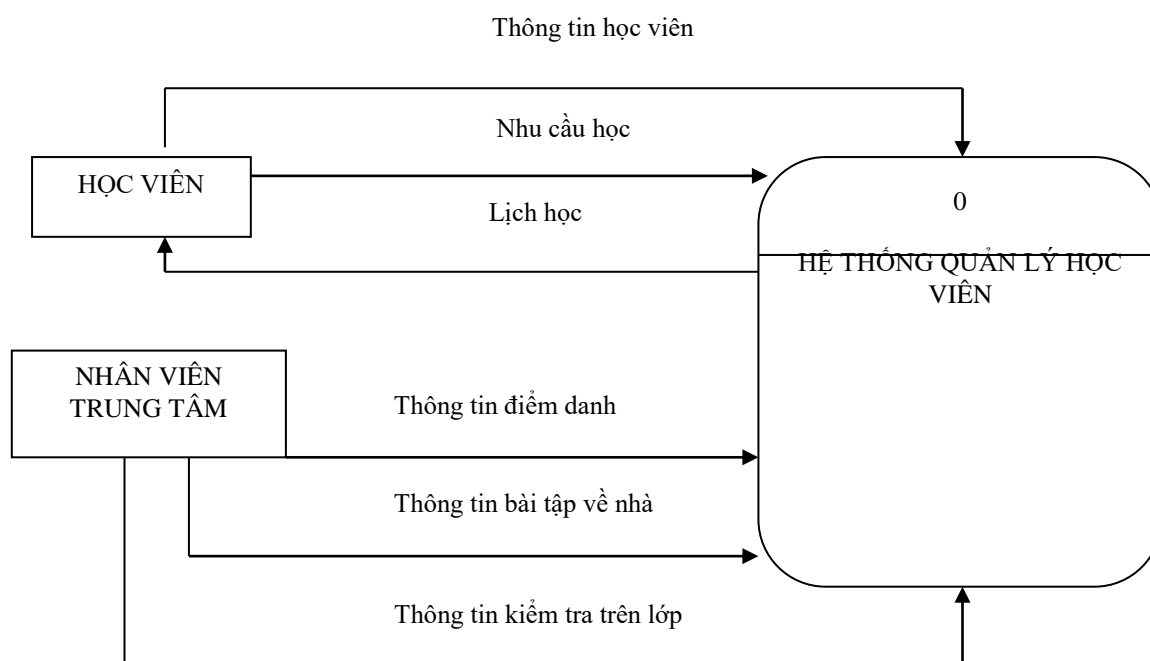 Thông tin học viên
Nhu cầu học
HỌC VIÊN
0
Lịch học
HỆ THỐNG QUẢN LÝ HỌC
VIÊN
NHÂN VIÊN
TRUNG TÂM
Thông tin điểm danh
Thông tin bài tập về nhà
Thông tin kiểm tra trên lớp